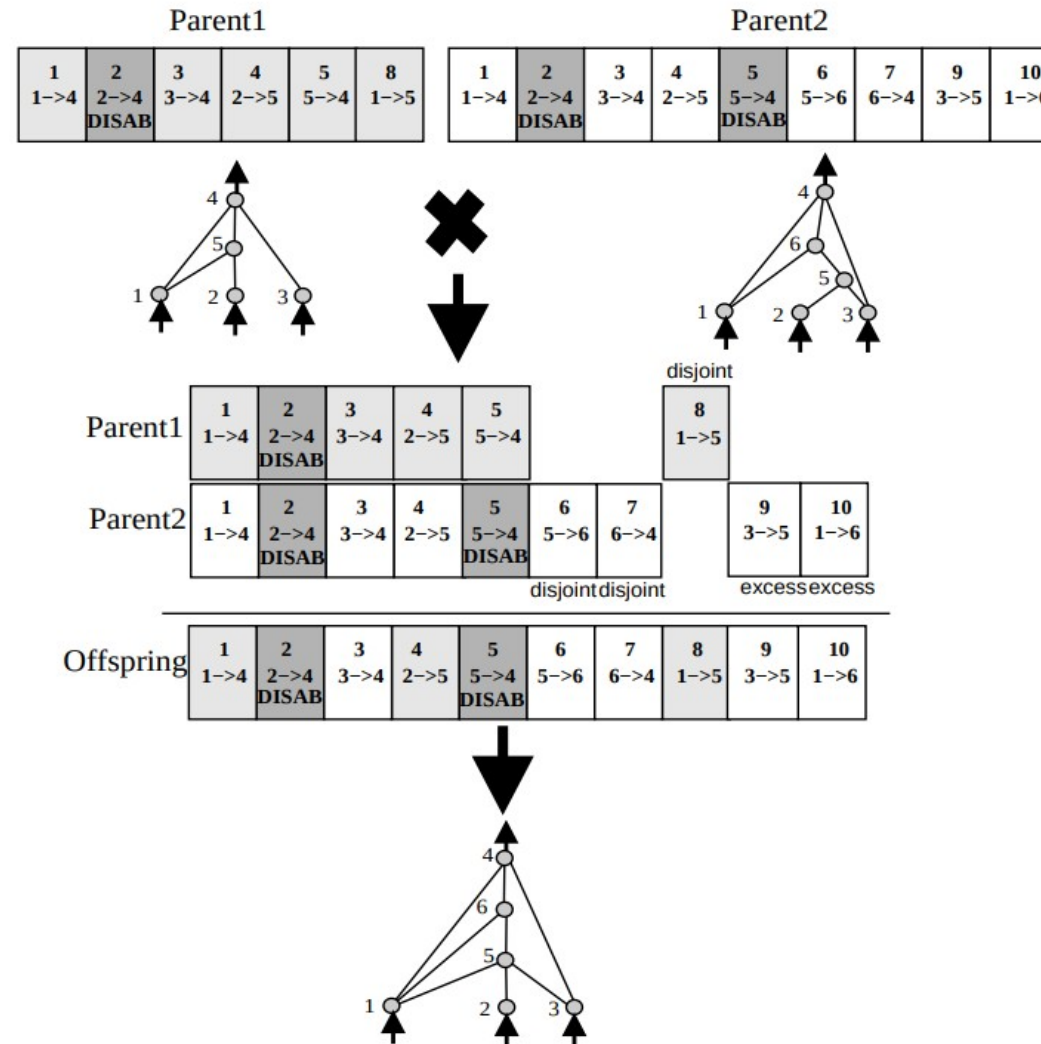 Parent1 Parent2
1 2 3 4 5 8 1 2 3 4 5 6 7 9 10
1->4 2->4 3->4 2->5 5->4 1->5 1->4 2->4 3->4 2->5 5->4 5->6 6->4 3->5 1->6
DISAB DISAB DISAB
4 4
5 6
5
1 2 3 1 2 3
disjoint
Parent1 1 2 3 4 5 8
1->4 2->4 3->4 2->5 5->4 1->5
DISAB
Parent2 1 2 3 4 5 6 7 9 10
1->4 2->4 3->4 2->5 5->4 5->6 6->4 3->5 1->6
DISAB DISAB
disjoint disjoint excess excess
Offspring 1 2 3 4 5 6 7 8 9 10
1->4 2->4 3->4 2->5 5->4 5->6 6->4 1->5 3->5 1->6
DISAB DISAB
4
6
5
1 2 3